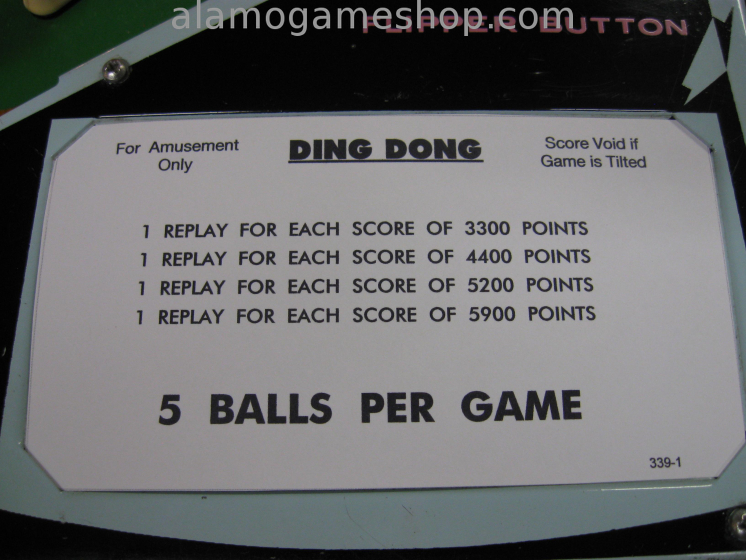 alamogameshop.com
FLIPPER BUTTON
For Amusement
Only
DING DONG
Score Void if
Game is Tilted
1 REPLAY FOR EACH SCORE OF 3300 POINTS
1 REPLAY FOR EACH SCORE OF 4400 POINTS
1 REPLAY FOR EACH SCORE OF 5200 POINTS
1 REPLAY FOR EACH SCORE OF 5900 POINTS
5 BALLS PER GAME
339-1